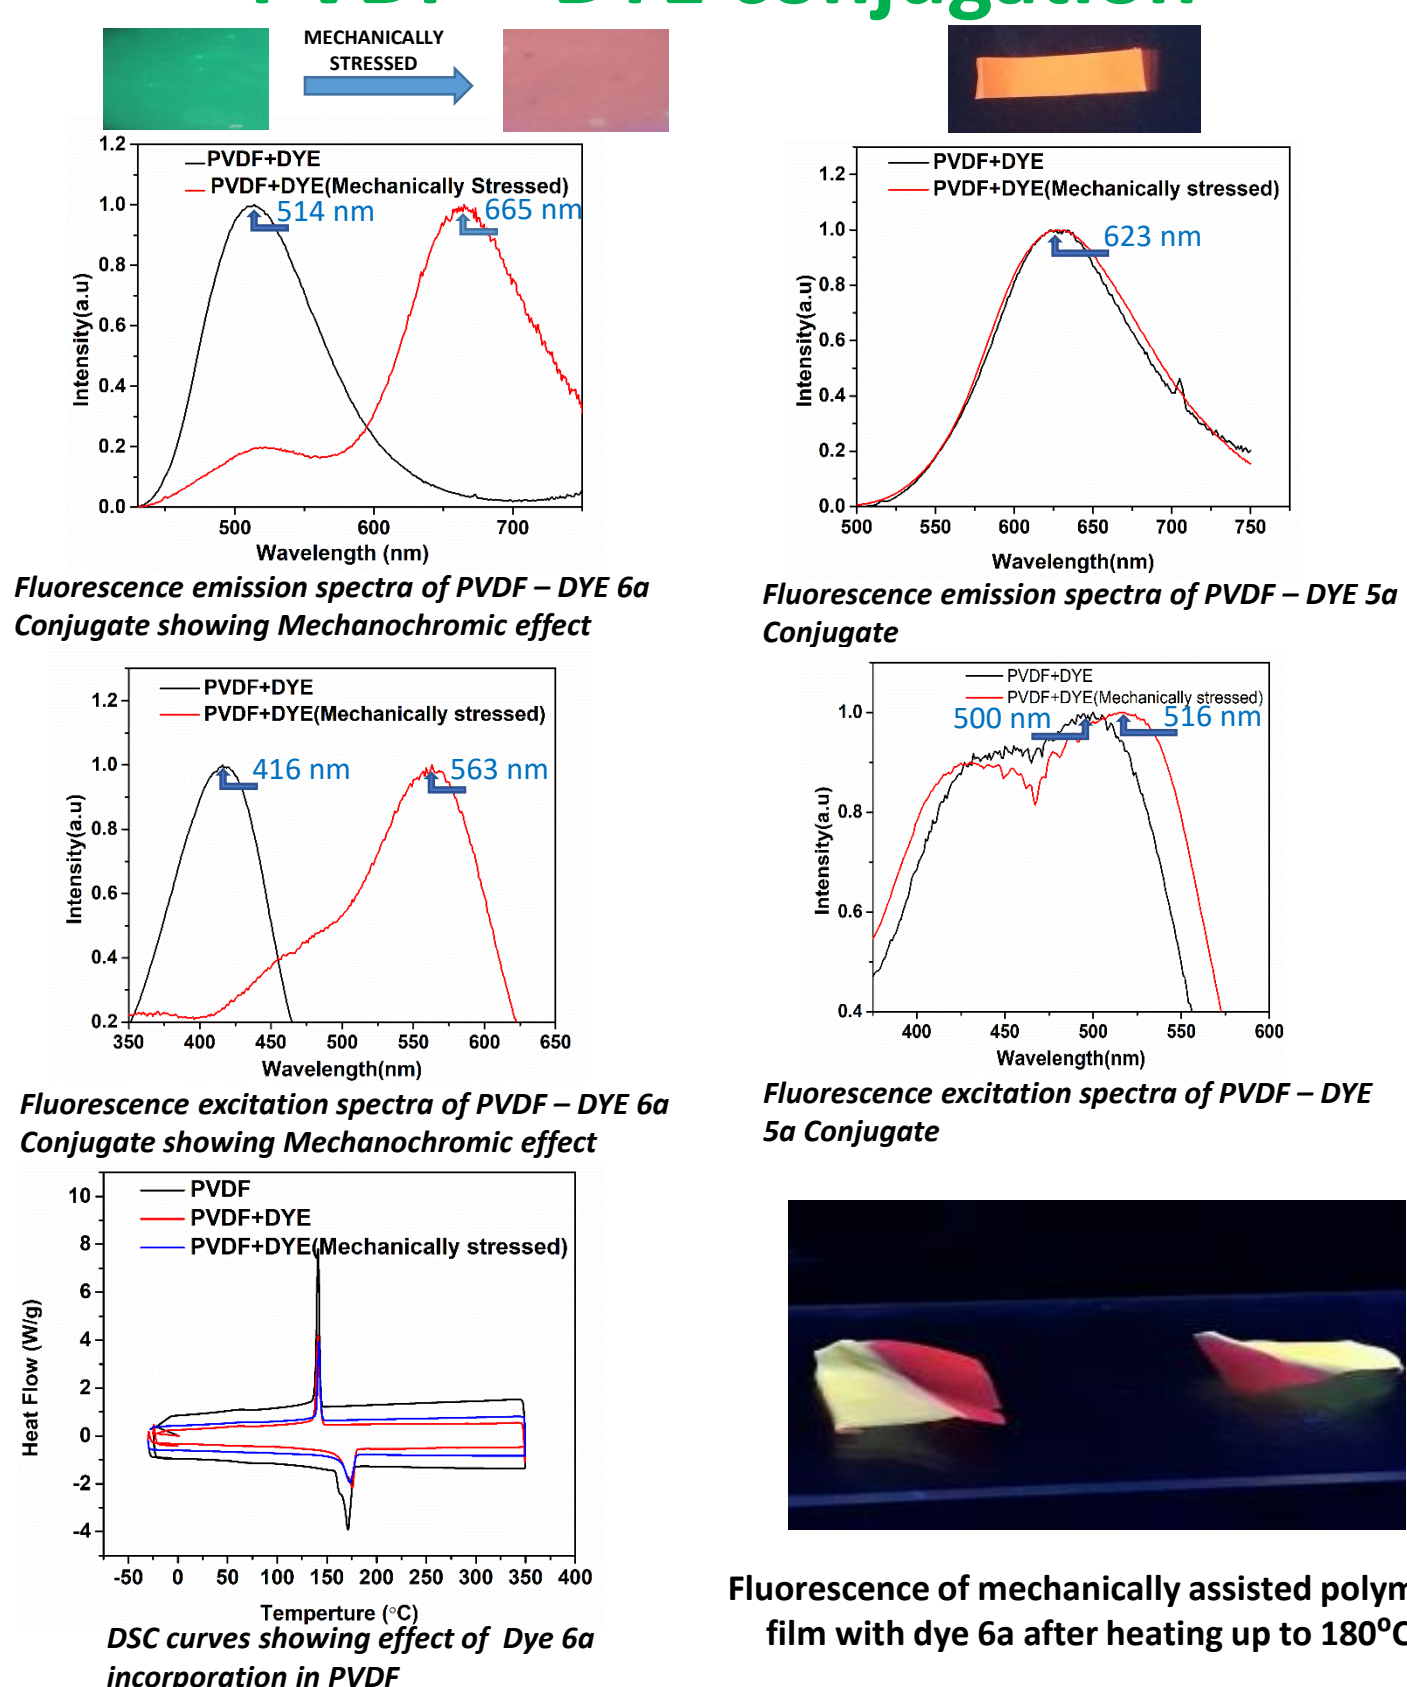 PVDF – DYE conjugation
MECHANICALLY
STRESSED
1.2
1.0
0.8
0.6
0.4
0.2
0.0
PVDF+DYE
PVDF+DYE(Mechanically Stressed)
514 nm
665 nm
Intensity(a.u)
500
600
700
Wavelength (nm)
Fluorescence emission spectra of PVDF – DYE 6a
Conjugate showing Mechanochromic effect
1.2
1.0
0.8
0.6
0.4
0.2
0.0
PVDF+DYE
PVDF+DYE(Mechanically stressed)
623 nm
Intensity(a.u)
500
550
600
650
700
750
Wavelength(nm)
Fluorescence emission spectra of PVDF – DYE 5a
Conjugate
1.2
1.0
0.8
0.6
0.4
0.2
PVDF+DYE
PVDF+DYE(Mechanically stressed)
416 nm
563 nm
Intensity(a.u)
350
400
450
500
550
600
650
Wavelength(nm)
Fluorescence excitation spectra of PVDF – DYE 6a
Conjugate showing Mechanochromic effect
1.0
0.8
0.6
0.4
PVDF+DYE
PVDF+DYE(Mechanically stressed)
500 nm
516 nm
Intensity(a.u)
400
450
500
550
600
Wavelength(nm)
Fluorescence excitation spectra of PVDF – DYE
5a Conjugate
10
8
6
4
2
0
-2
-4
PVDF
PVDF+DYE
PVDF+DYE(Mechanically stressed)
Heat Flow (W/g)
-50
0
50
100
150
200
250
300
350
400
Temperture (°C)
DSC curves showing effect of Dye 6a
incorporation in PVDF
Fluorescence of mechanically assisted polym
film with dye 6a after heating up to 180⁰C